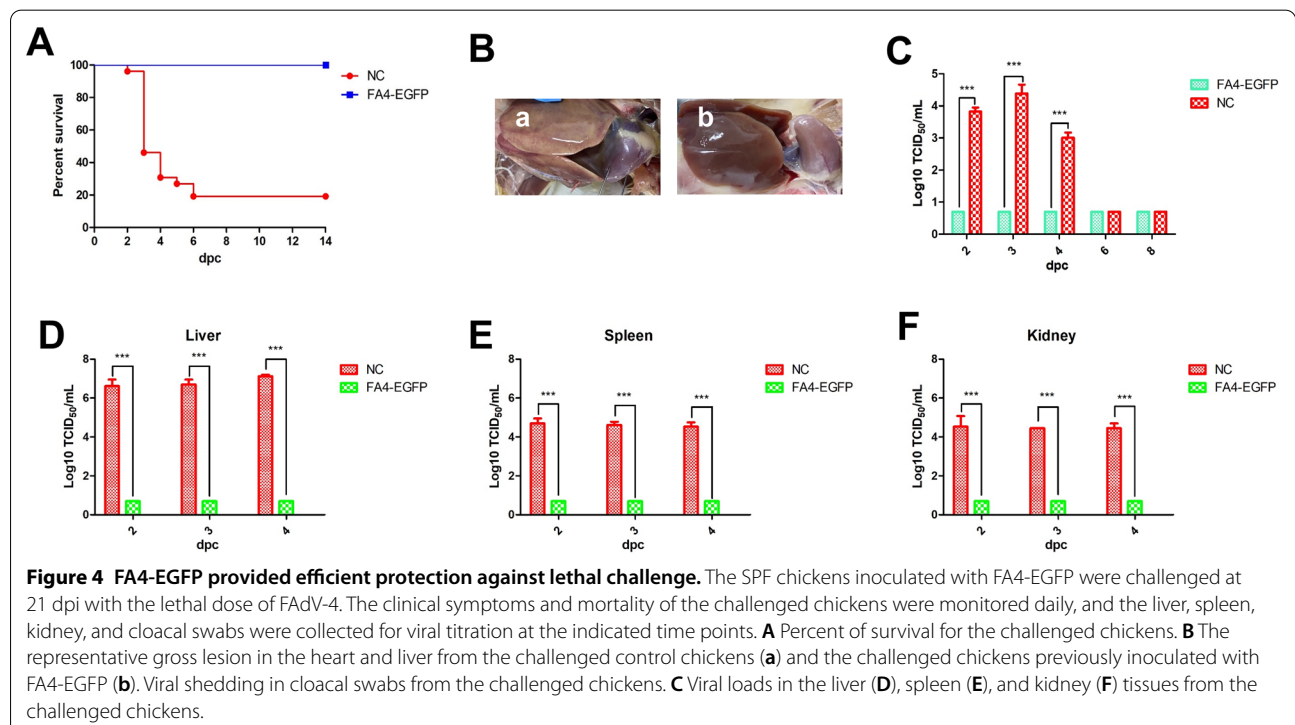 A
Percent survival
100
80
60
40
20
0
0 2 4 6 8 10 12 14
dpc
NC
FA4-EGFP
B
a
b
C
Log10 TCID50/mL
5
4
3
2
1
0
***
***
***
2 3 4 6 8
dpc
FA4-EGFP
NC
D
Liver
Log10 TCID50/mL
8
6
4
2
0
***
***
***
2 3 4
dpc
NC
FA4-EGFP
E
Spleen
Log10 TCID50/mL
8
6
4
2
0
***
***
***
2 3 4
dpc
NC
FA4-EGFP
F
Kidney
Log10 TCID50/mL
8
6
4
2
0
***
***
***
2 3 4
dpc
NC
FA4-EGFP
Figure 4 FA4-EGFP provided efficient protection against lethal challenge. The SPF chickens inoculated with FA4-EGFP were challenged at
21 dpi with the lethal dose of FAdV-4. The clinical symptoms and mortality of the challenged chickens were monitored daily, and the liver, spleen,
kidney, and cloacal swabs were collected for viral titration at the indicated time points. A Percent of survival for the challenged chickens. B The
representative gross lesion in the heart and liver from the challenged control chickens (a) and the challenged chickens previously inoculated with
FA4-EGFP (b). Viral shedding in cloacal swabs from the challenged chickens. C Viral loads in the liver (D), spleen (E), and kidney (F) tissues from the
challenged chickens.